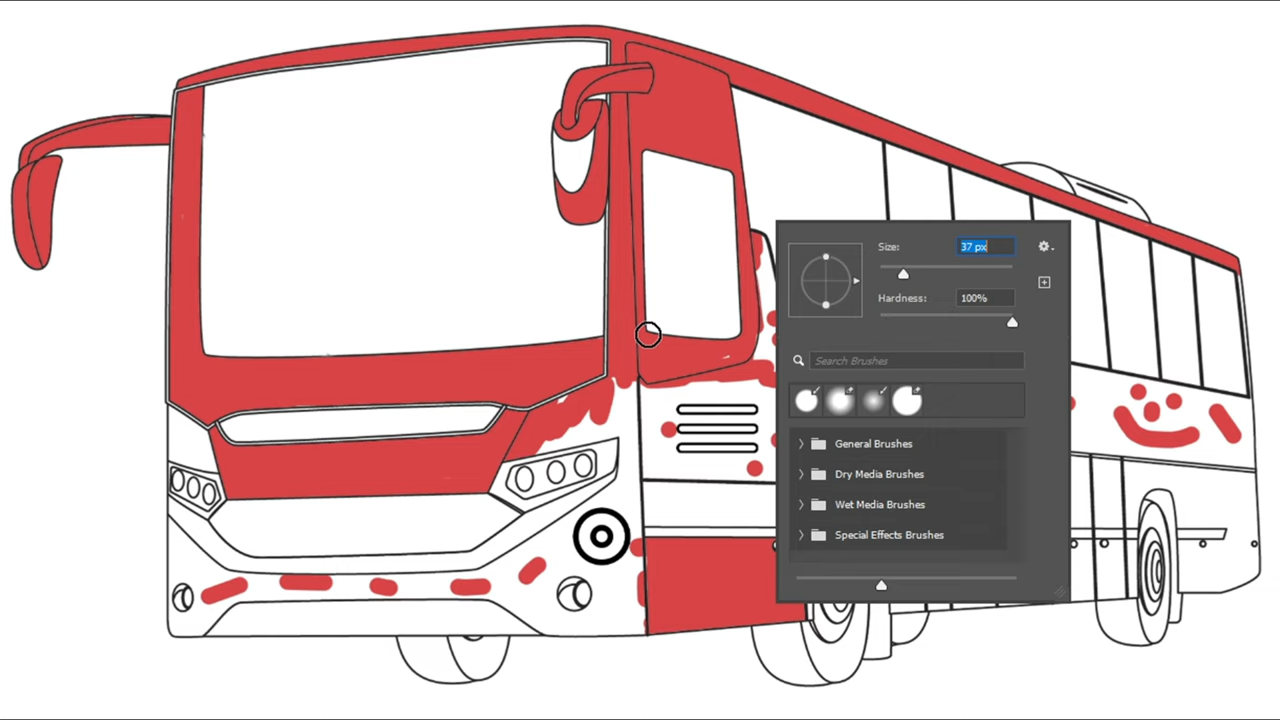 Size:
37 px
Hardness:
100%
Search Brushes
General Brushes
Dry Media Brushes
Wet Media Brushes
Special Effects Brushes